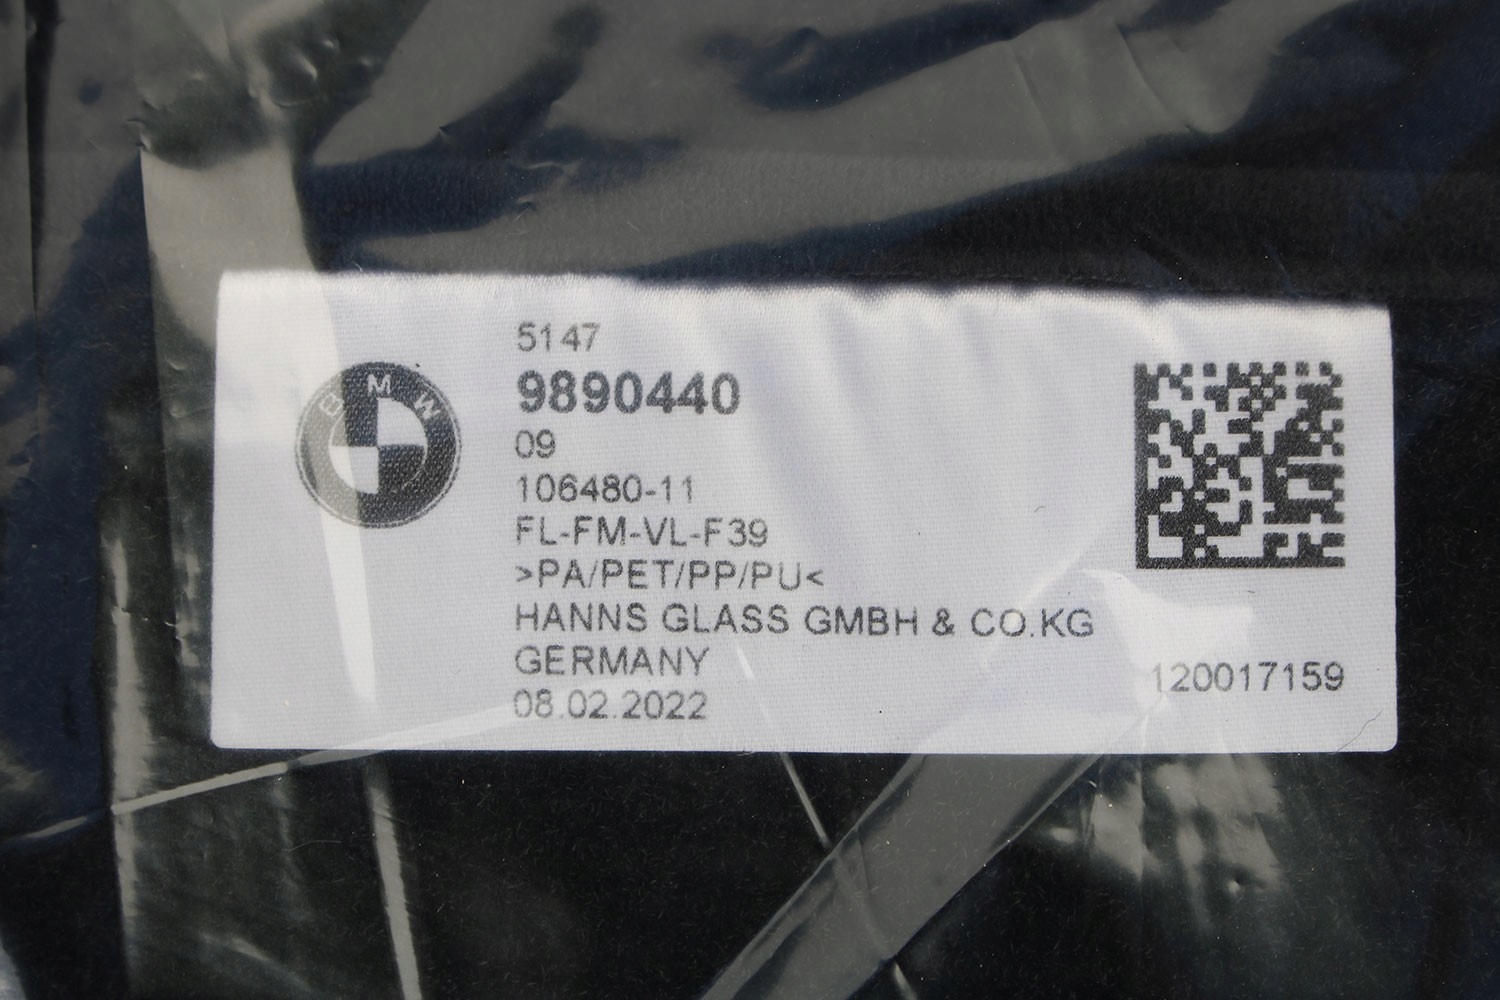 BMW
5147
9890440
09
106480-11
FL-FM-VL-F39
>PA/PET/PP/PU<
HANNS GLASS GMBH & CO.KG
GERMANY
08.02.2022
120017159